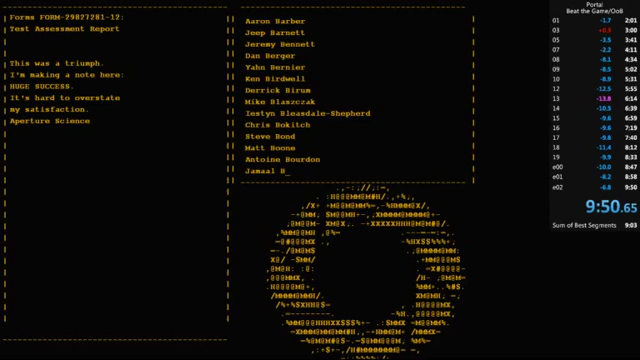 Forms FORM-29827281-12:
Test Assessment Report
This was a triumph.
I'm making a note here:
HUGE SUCCESS.
It's hard to overstate
my satisfaction.
Aperture Science
Aaron Barber
Jeep Barnett
Jeremy Bennett
Dan Berger
Yahn Bernier
Ken Birdwell
Derrick Birum
Mike Blaszczak
Iestyn Bleasdale-Shepherd
Chris Bokitch
Steve Bond
Matt Boone
Antoine Bourdon
Jamaal B_
Portal
Beat the Game/OoB
01 -1.7 2:01
03 +0.3 3:00
05 -3.5 3:41
07 -2.2 4:11
08 -8.1 4:34
09 -8.5 5:02
10 -8.9 5:31
12 -12.5 5:55
13 -13.8 6:14
14 -10.5 6:39
15 -9.6 6:59
16 -9.6 7:19
17 -9.8 7:40
18 -11.4 8:12
19 -9.9 8:33
e00 -10.0 8:47
e01 -8.2 8:58
e02 -6.8 9:50
9:50.65
Sum of Best Segments 9:03